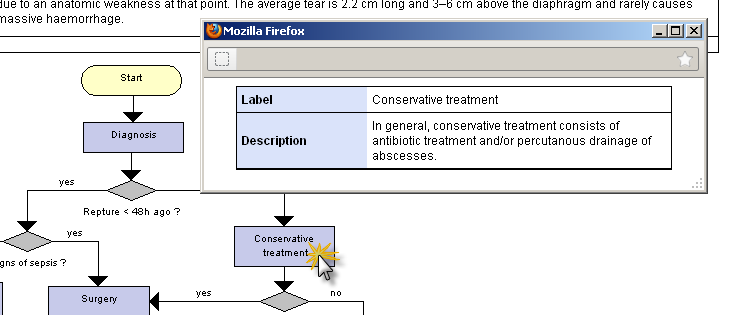 due to an anatomic weakness at that point. The average tear is 2.2 cm long and 3–6 cm above the diaphragm and rarely causes
massive haemorrhage.
Mozilla Firefox
Label
Conservative treatment
Description
In general, conservative treatment consists of
antibiotic treatment and/or percutanous drainage of
abscesses.
Start
Diagnosis
yes
Repture < 48h ago ?
yes
gns of sepsis ?
Conservative
treatment
Surgery
yes
no